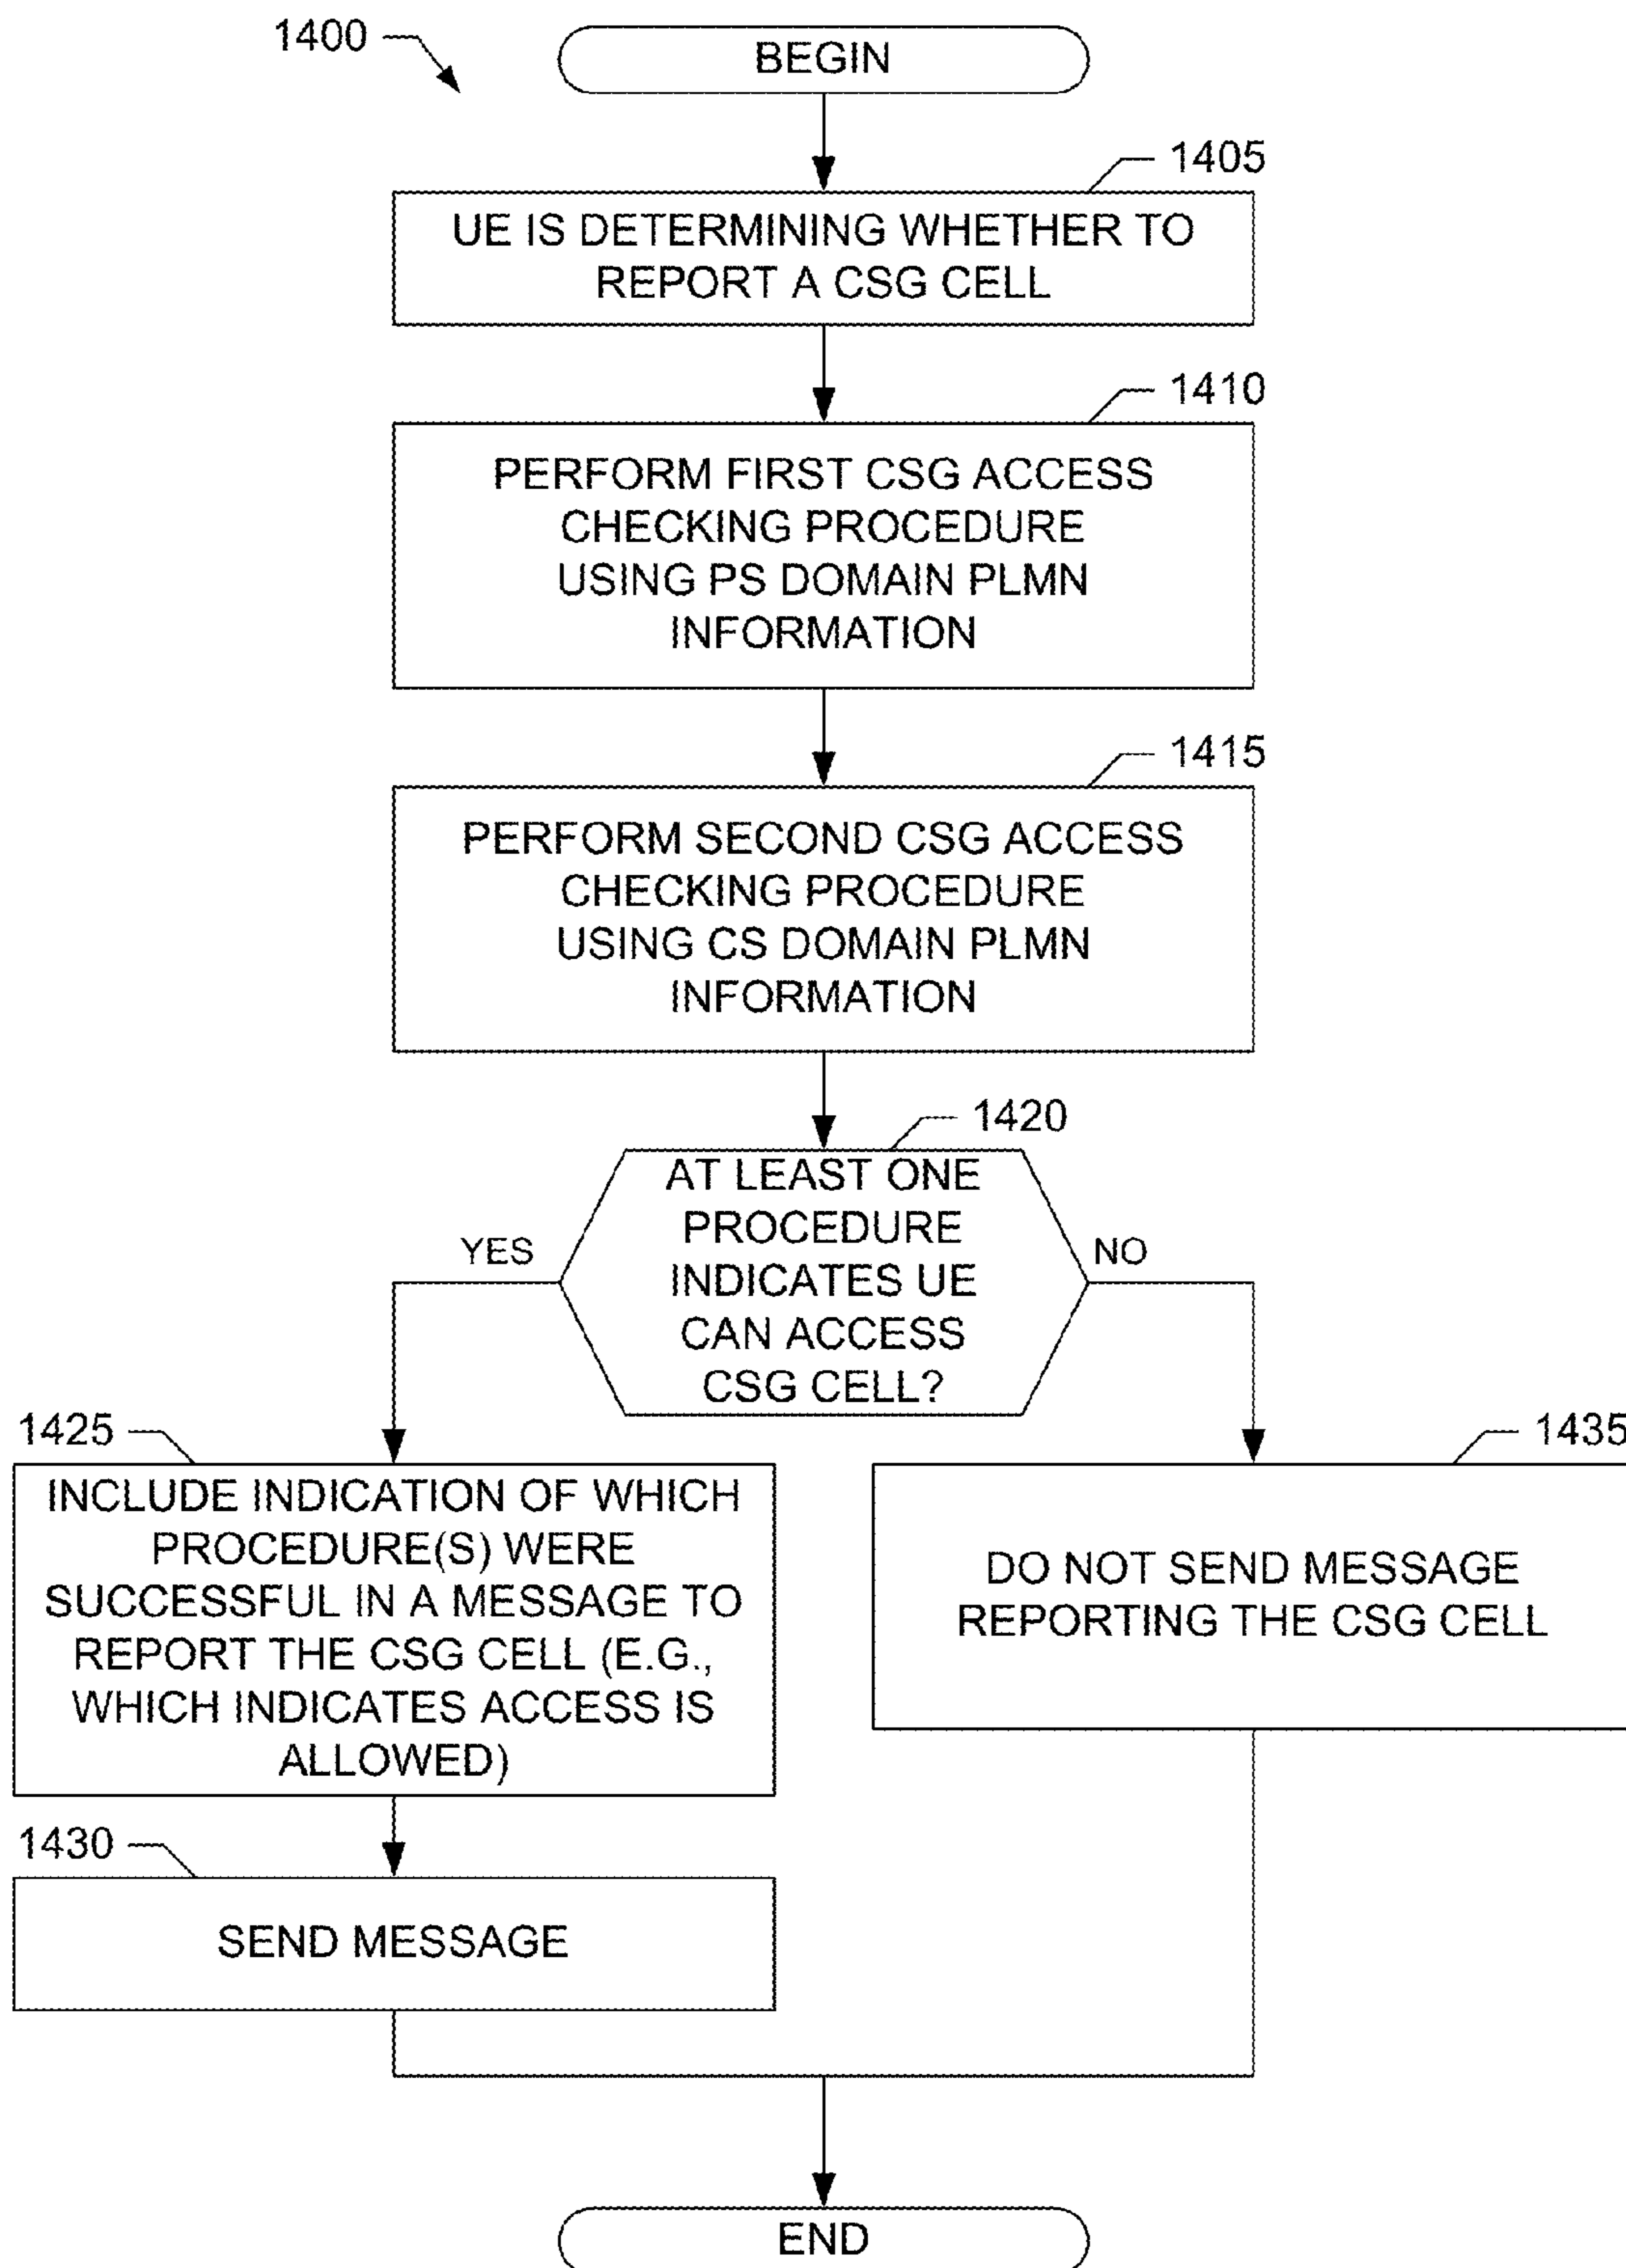 1400
BEGIN
1405
UE IS DETERMINING WHETHER TO
REPORT A CSG CELL
1410
PERFORM FIRST CSG ACCESS
CHECKING PROCEDURE
USING PS DOMAIN PLMN
INFORMATION
1415
PERFORM SECOND CSG ACCESS
CHECKING PROCEDURE
USING CS DOMAIN PLMN
INFORMATION
1420
AT LEAST ONE
PROCEDURE
INDICATES UE
CAN ACCESS
CSG CELL?
YES
NO
1425
INCLUDE INDICATION OF WHICH
PROCEDURE(S) WERE
SUCCESSFUL IN A MESSAGE TO
REPORT THE CSG CELL (E.G.,
WHICH INDICATES ACCESS IS
ALLOWED)
1430
SEND MESSAGE
1435
DO NOT SEND MESSAGE
REPORTING THE CSG CELL
END